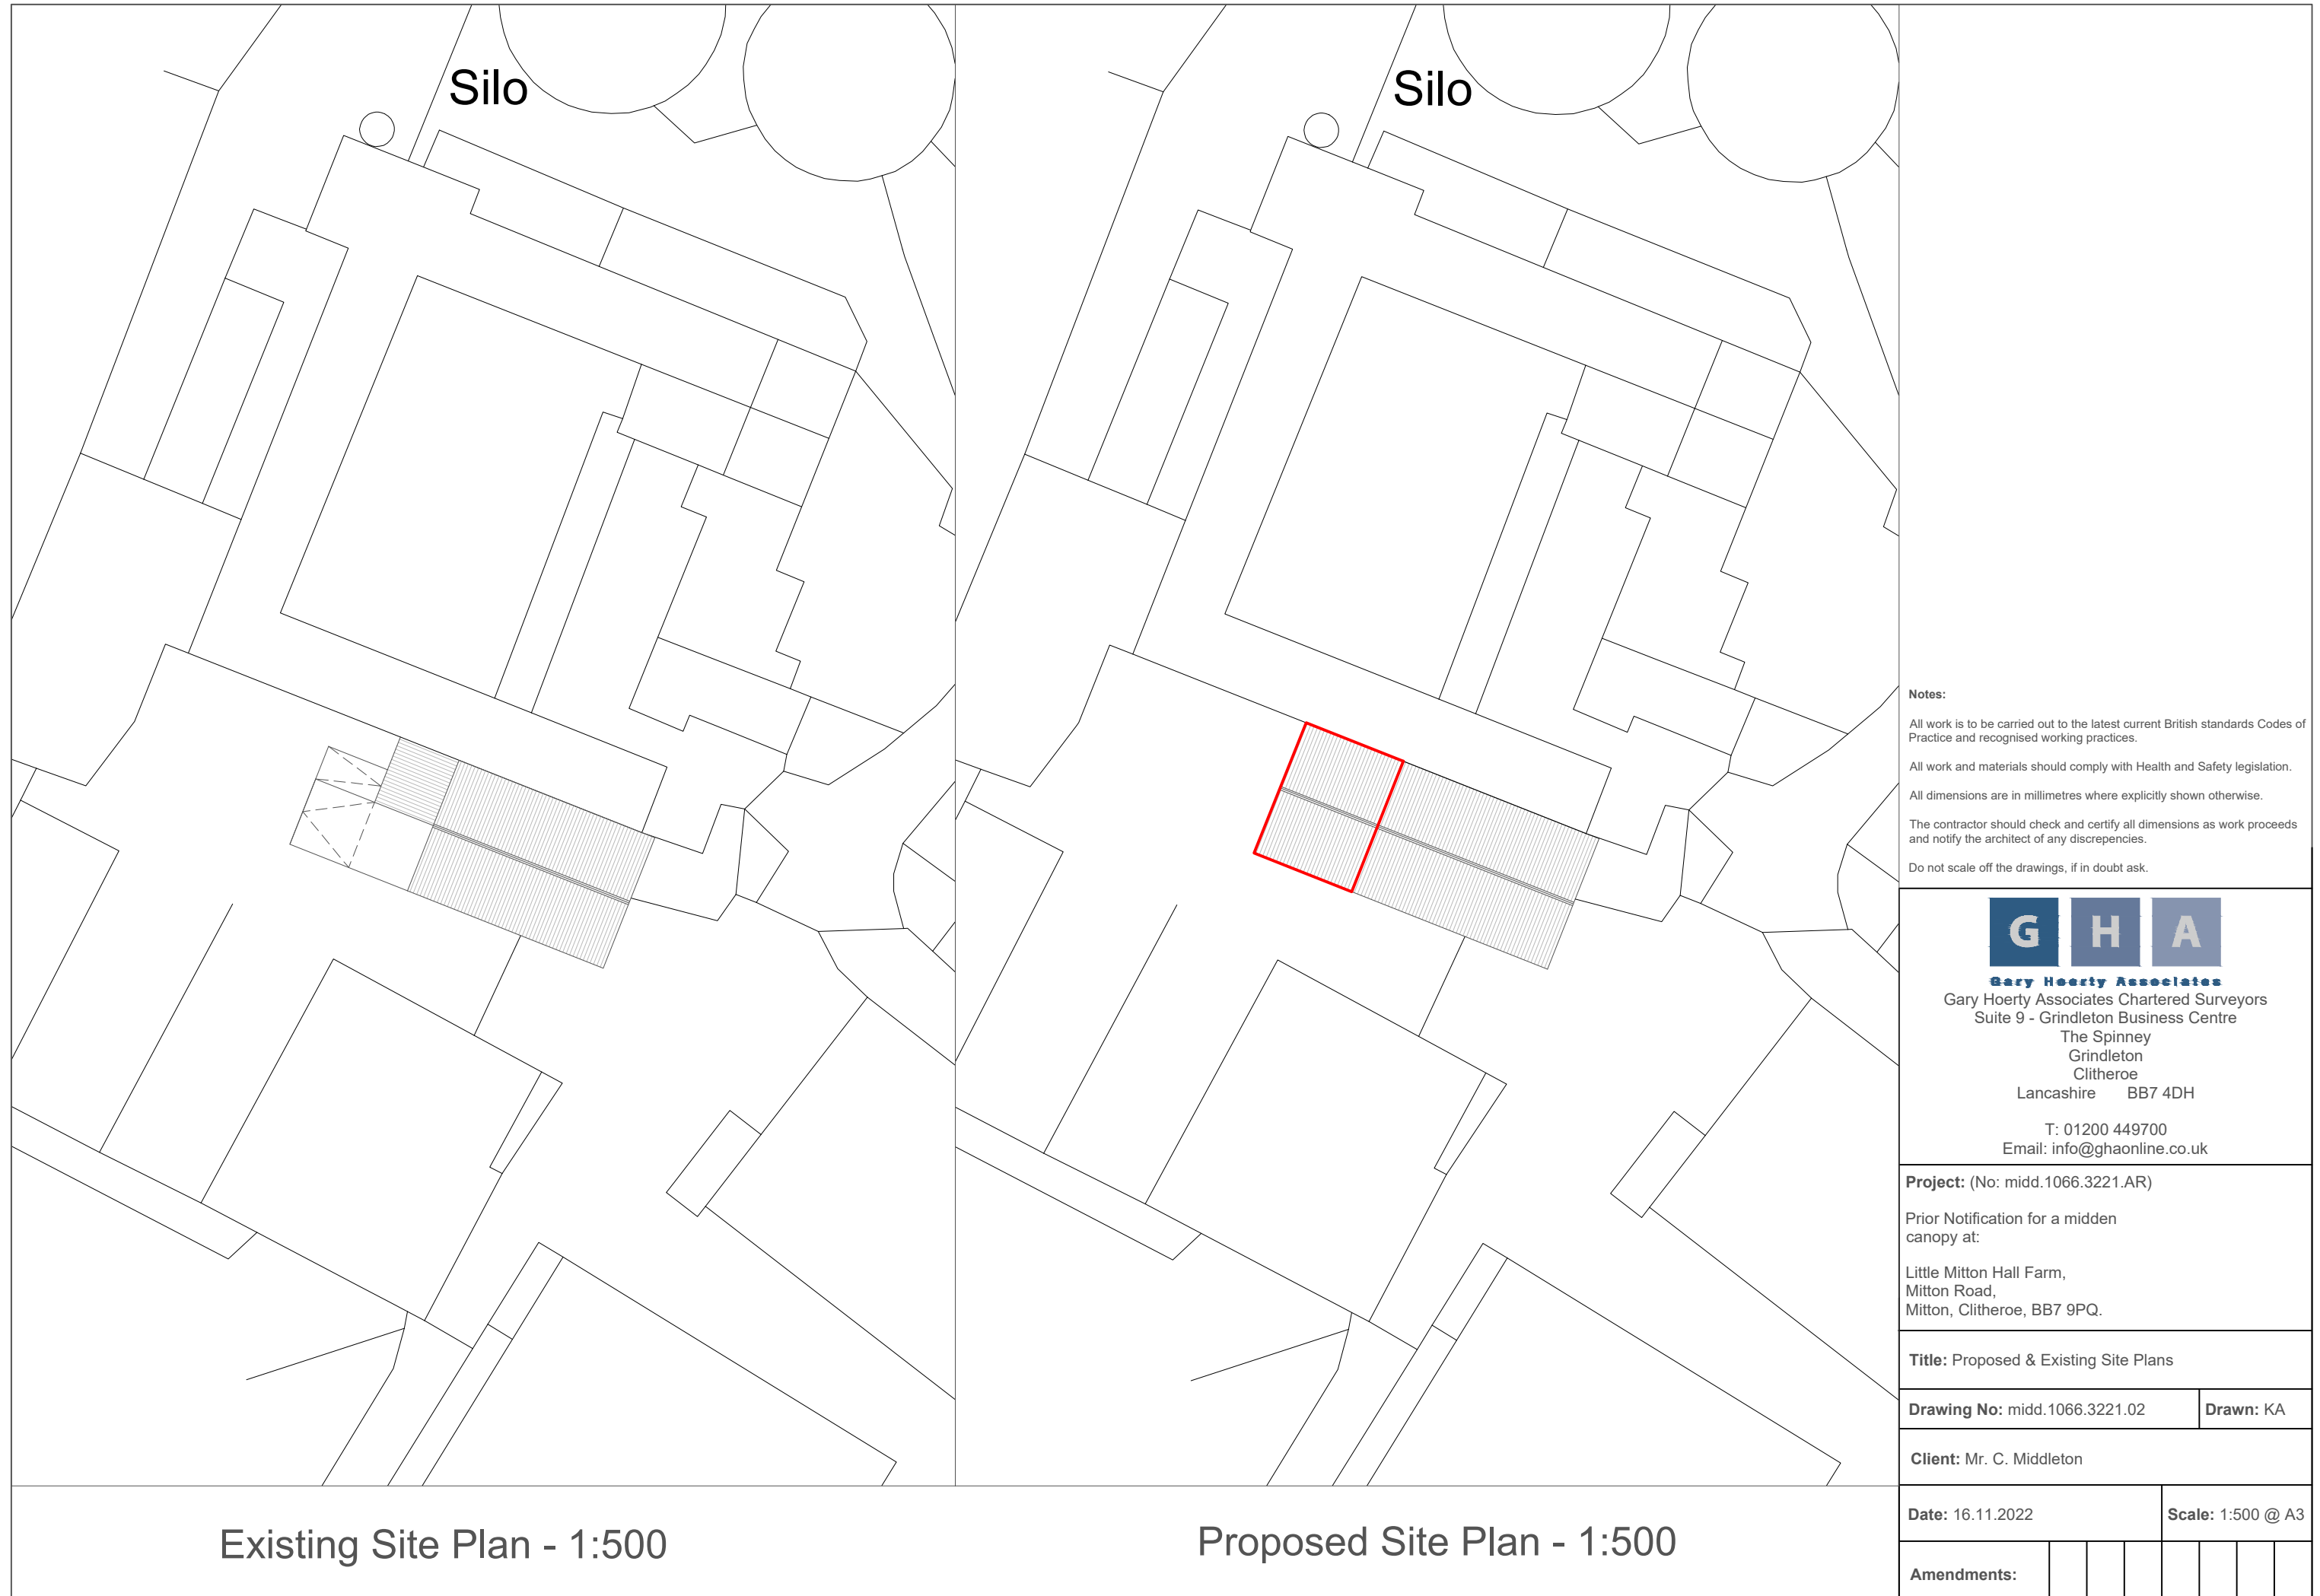 Silo
Silo
Existing Site Plan - 1:500
Proposed Site Plan - 1:500
Notes:
All work is to be carried out to the latest current British standards Codes of
Practice and recognised working practices.
All work and materials should comply with Health and Safety legislation.
All dimensions are in millimetres where explicitly shown otherwise.
The contractor should check and certify all dimensions as work proceeds
and notify the architect of any discrepencies.
Do not scale off the drawings, if in doubt ask.
G H A
Gary Hoerty Associates
Gary Hoerty Associates Chartered Surveyors
Suite 9 - Grindleton Business Centre
The Spinney
Grindleton
Clitheroe
Lancashire BB7 4DH
T: 01200 449700
Email: info@ghaonline.co.uk
Project: (No: midd.1066.3221.AR)
Prior Notification for a midden
canopy at:
Little Mitton Hall Farm,
Mitton Road,
Mitton, Clitheroe, BB7 9PQ.
Title: Proposed & Existing Site Plans
Drawing No: midd.1066.3221.02 Drawn: KA
Client: Mr. C. Middleton
Date: 16.11.2022 Scale: 1:500 @ A3
Amendments: